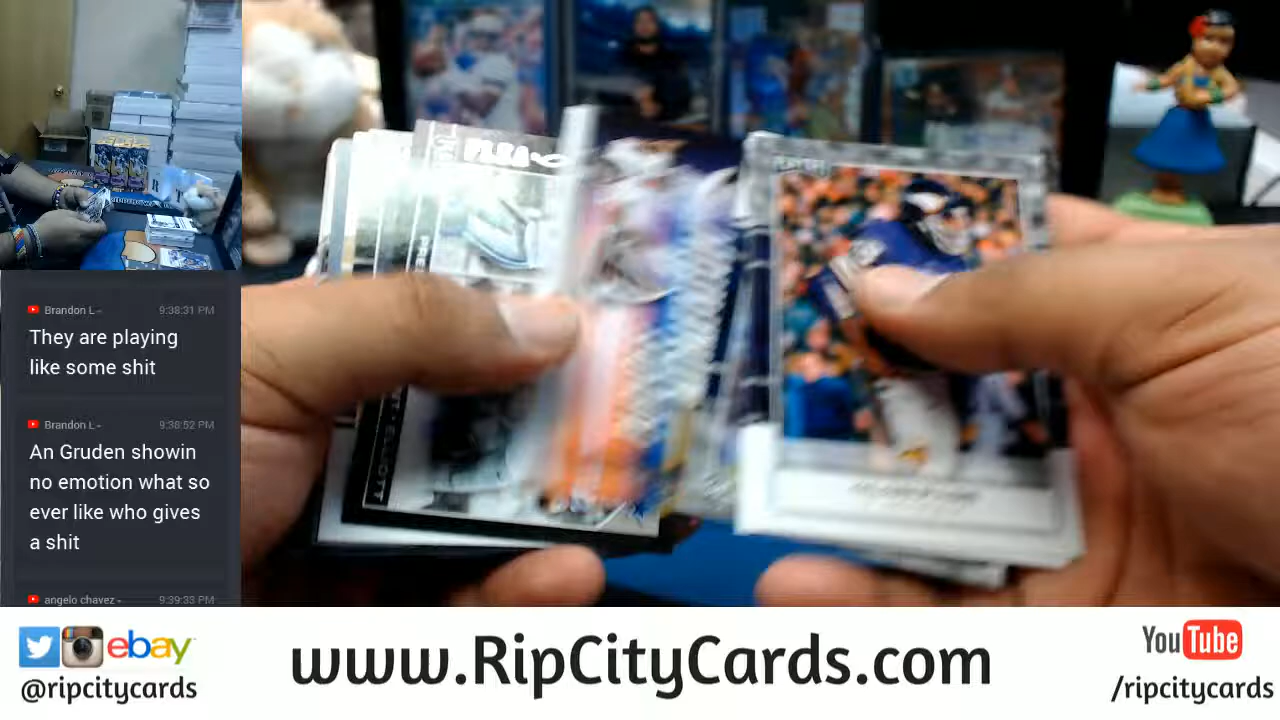 Brandon L-
9:38:31 PM
They are playing
like some shit
Brandon L-
9:38:52 PM
An Gruden showin
no emotion what so
ever like who gives
a shit
angelo chavez -
9:39:33 PM
ebay
@ripcitycards
www.RipCityCards.com
YouTube
/ripcitycards